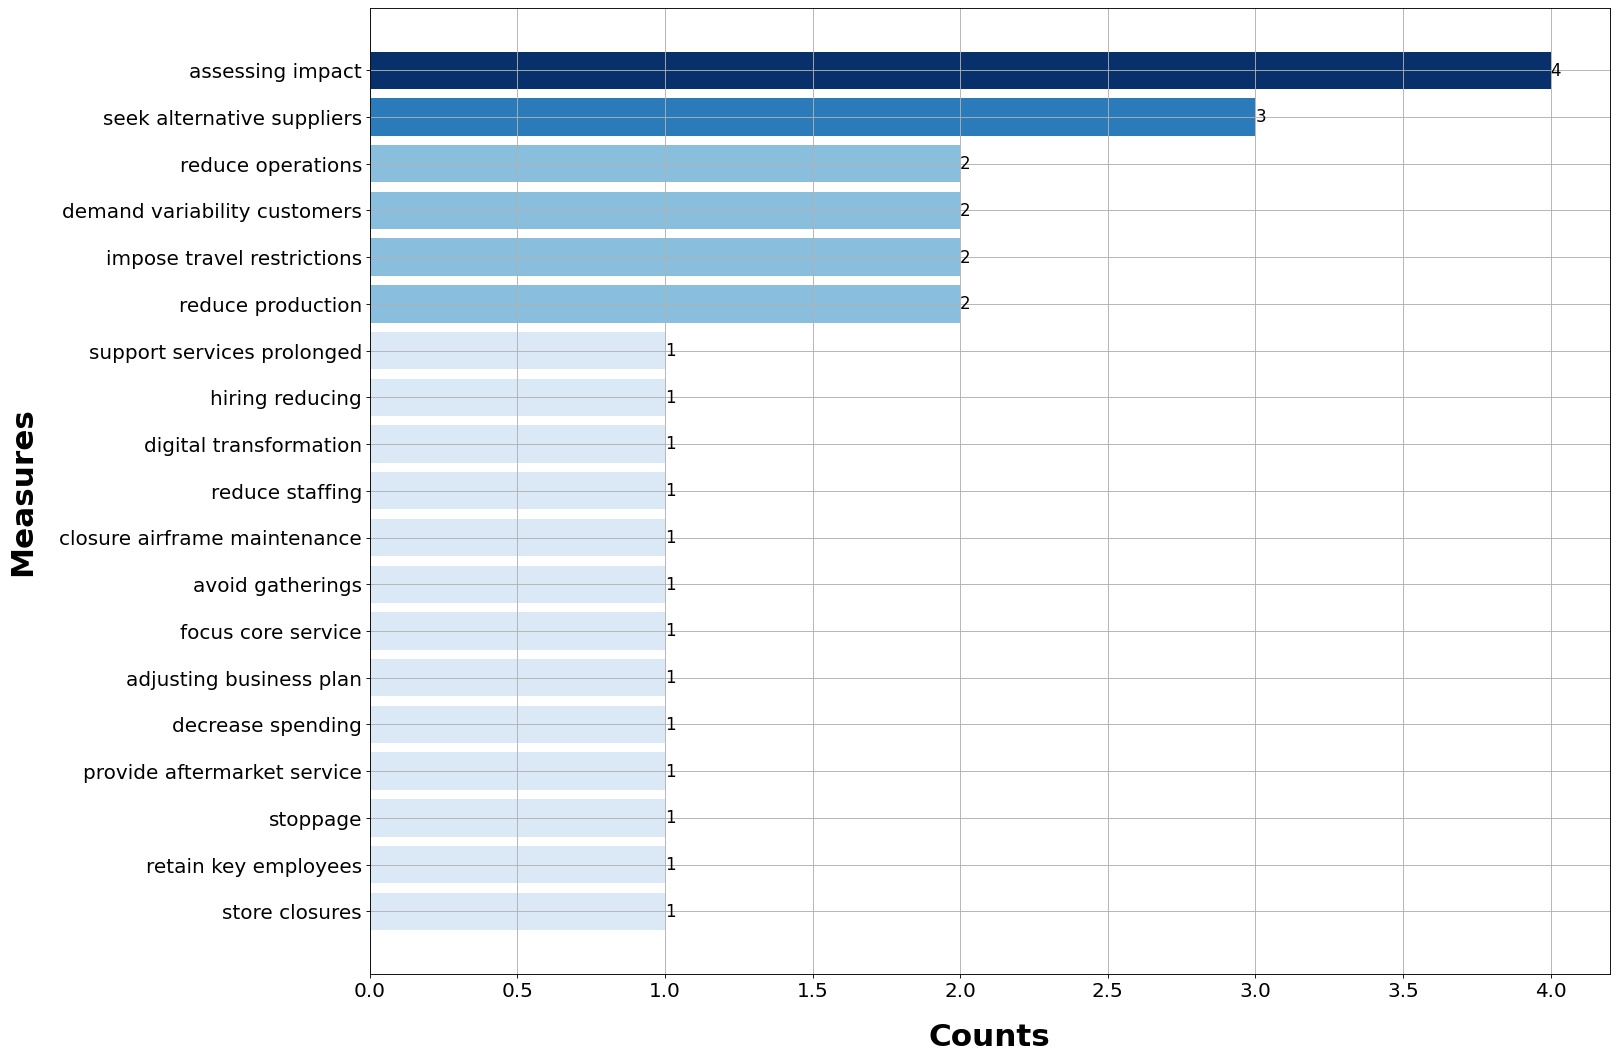 assessing impact 4
seek alternative suppliers 3
reduce operations 2
demand variability customers 2
impose travel restrictions 2
reduce production 2
support services prolonged 1
hiring reducing 1
digital transformation 1
reduce staffing 1
closure airframe maintenance 1
avoid gatherings 1
focus core service 1
adjusting business plan 1
decrease spending 1
provide aftermarket service 1
stoppage 1
retain key employees 1
store closures 1
Measures
0.0 0.5 1.0 1.5 2.0 2.5 3.0 3.5 4.0
Counts